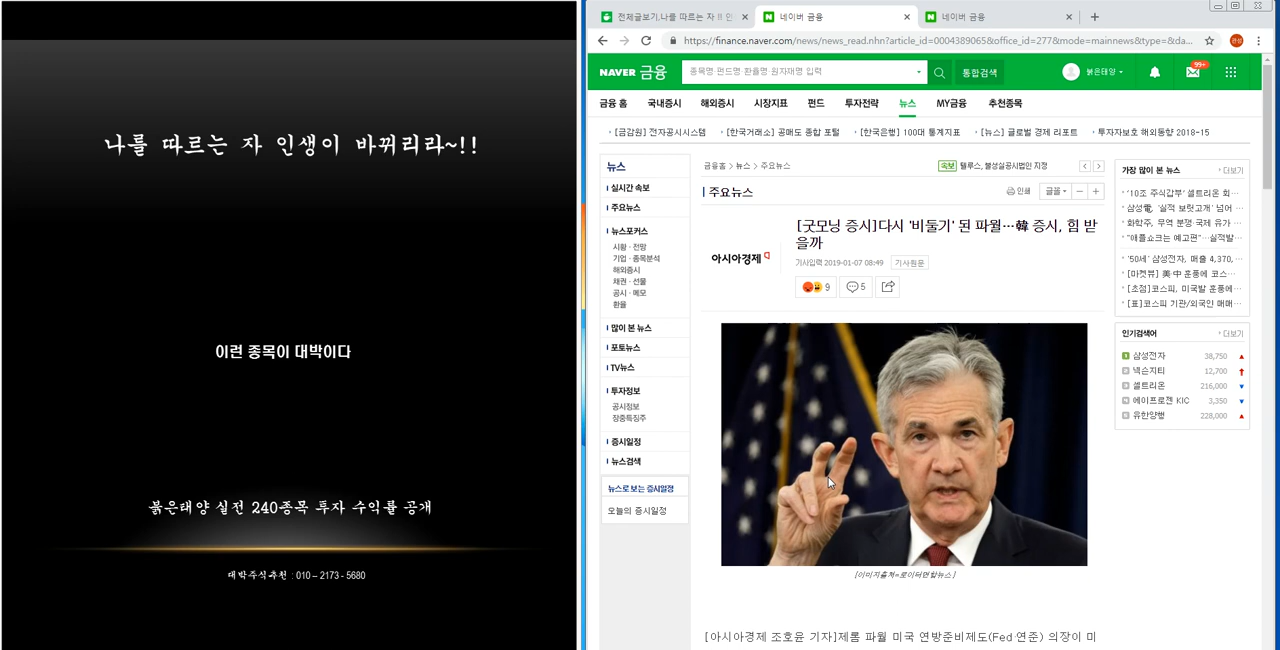 나를 따르는 자 인생이 바뀌리라~!!
이런 종목이 대박이다
붉은태양 실전 240종목 투자 수익률 공개
대박주식추천 : 010 – 2173 - 5680
전체글보기,나를 따르는 자 !! 인
네이버 금융
네이버 금융
https://finance.naver.com/news/news_read.nhn?article_id=0004389065&office_id=277&mode=mainnews&type=&da...
NAVER 금융
종목명·펀드명·환율명·원자재명 입력
통합검색
붉은태양
99+
금융 홈 국내증시 해외증시 시장지표 펀드 투자전략 뉴스 MY금융 추천종목
[금감원] 전자공시시스템 · [한국거래소] 공매도 종합 포털 · [한국은행] 100대 통계지표 · [뉴스] 글로벌 경제 리포트 · 투자자보호 해외동향 2018-15
뉴스
실시간 속보
주요뉴스
뉴스포커스
시황·전망
기업·종목분석
해외증시
채권·선물
공시·메모
환율
많이 본 뉴스
포토뉴스
TV뉴스
투자정보
공시정보
장중특징주
증시일정
뉴스검색
뉴스로 보는 증시일정
오늘의 증시일정
금융홈 > 뉴스 > 주요뉴스
속보 텔루스, 불성실공시법인 지정
주요뉴스
인쇄 글꼴
아시아경제
[굿모닝 증시]다시 '비둘기' 된 파월…韓 증시, 힘 받
을까
기사입력 2019-01-07 08:49 기사원문
9 5
[이미지출처=로이터연합뉴스]
[아시아경제 조호윤 기자]제롬 파월 미국 연방준비제도(Fed·연준) 의장이 미
가장 많이 본 뉴스 더보기
'10조 주식갑부' 셀트리온 회…
삼성電, '실적 보릿고개' 넘어 …
화학주, 무역 분쟁·국제 유가 …
"애플쇼크는 예고편"…실적발…
'50세' 삼성전자, 매출 4,370,…
[마켓뷰] 美·中 훈풍에 코스…
[초점]코스피, 미국발 훈풍에…
[표]코스피 기관/외국인 매매…
인기검색어 더보기
1 삼성전자 38,750
2 넥슨지티 12,700
3 셀트리온 216,000
4 에이프로젠 KIC 3,350
5 유한양행 228,000